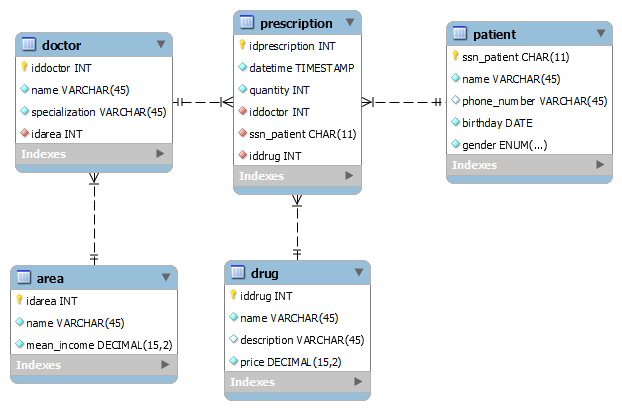 doctor
iddoctor INT
name VARCHAR(45)
specialization VARCHAR(45)
idarea INT
Indexes
prescription
idprescription INT
datetime TIMESTAMP
quantity INT
iddoctor INT
ssn_patient CHAR(11)
iddrug INT
Indexes
patient
ssn_patient CHAR(11)
name VARCHAR(45)
phone_number VARCHAR(45)
birthday DATE
gender ENUM(...)
Indexes
area
idarea INT
name VARCHAR(45)
mean_income DECIMAL(15,2)
Indexes
drug
iddrug INT
name VARCHAR(45)
description VARCHAR(45)
price DECIMAL(15,2)
Indexes